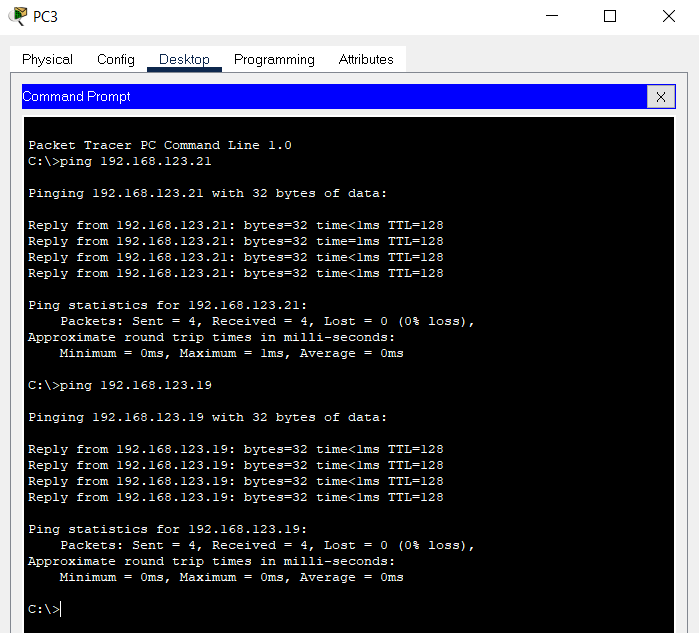 PC3
Physical Config Desktop Programming Attributes
Command Prompt
X
Packet Tracer PC Command Line 1.0
C:\>ping 192.168.123.21
Pinging 192.168.123.21 with 32 bytes of data:
Reply from 192.168.123.21: bytes=32 time<1ms TTL=128
Reply from 192.168.123.21: bytes=32 time=1ms TTL=128
Reply from 192.168.123.21: bytes=32 time<1ms TTL=128
Reply from 192.168.123.21: bytes=32 time<1ms TTL=128
Ping statistics for 192.168.123.21:
    Packets: Sent = 4, Received = 4, Lost = 0 (0% loss),
Approximate round trip times in milli-seconds:
    Minimum = 0ms, Maximum = 1ms, Average = 0ms
C:\>ping 192.168.123.19
Pinging 192.168.123.19 with 32 bytes of data:
Reply from 192.168.123.19: bytes=32 time<1ms TTL=128
Reply from 192.168.123.19: bytes=32 time<1ms TTL=128
Reply from 192.168.123.19: bytes=32 time<1ms TTL=128
Reply from 192.168.123.19: bytes=32 time<1ms TTL=128
Ping statistics for 192.168.123.19:
    Packets: Sent = 4, Received = 4, Lost = 0 (0% loss),
Approximate round trip times in milli-seconds:
    Minimum = 0ms, Maximum = 0ms, Average = 0ms
C:\>